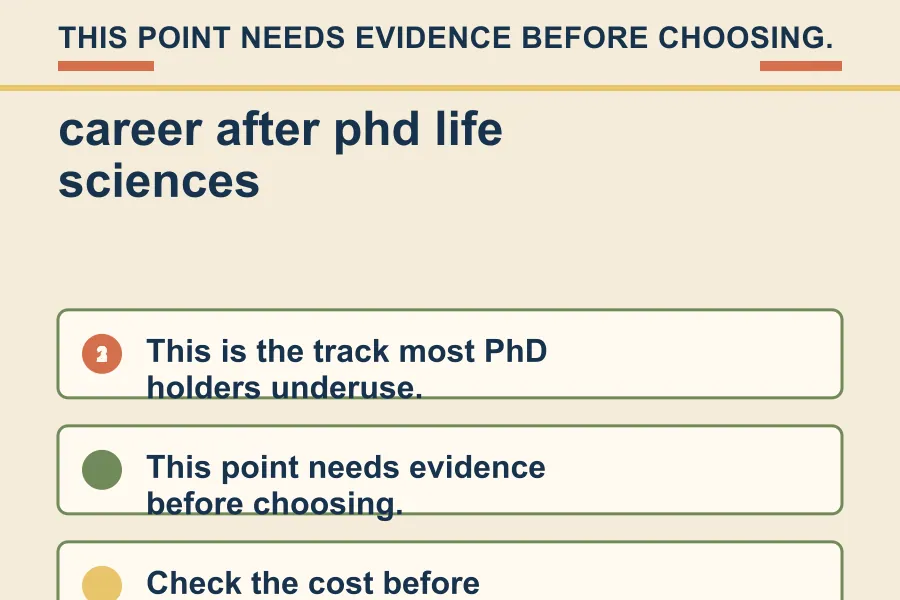 THIS POINT NEEDS EVIDENCE BEFORE CHOOSING.
career after phd life
sciences
This is the track most PhD
holders underuse.
This point needs evidence
before choosing.
Check the cost before